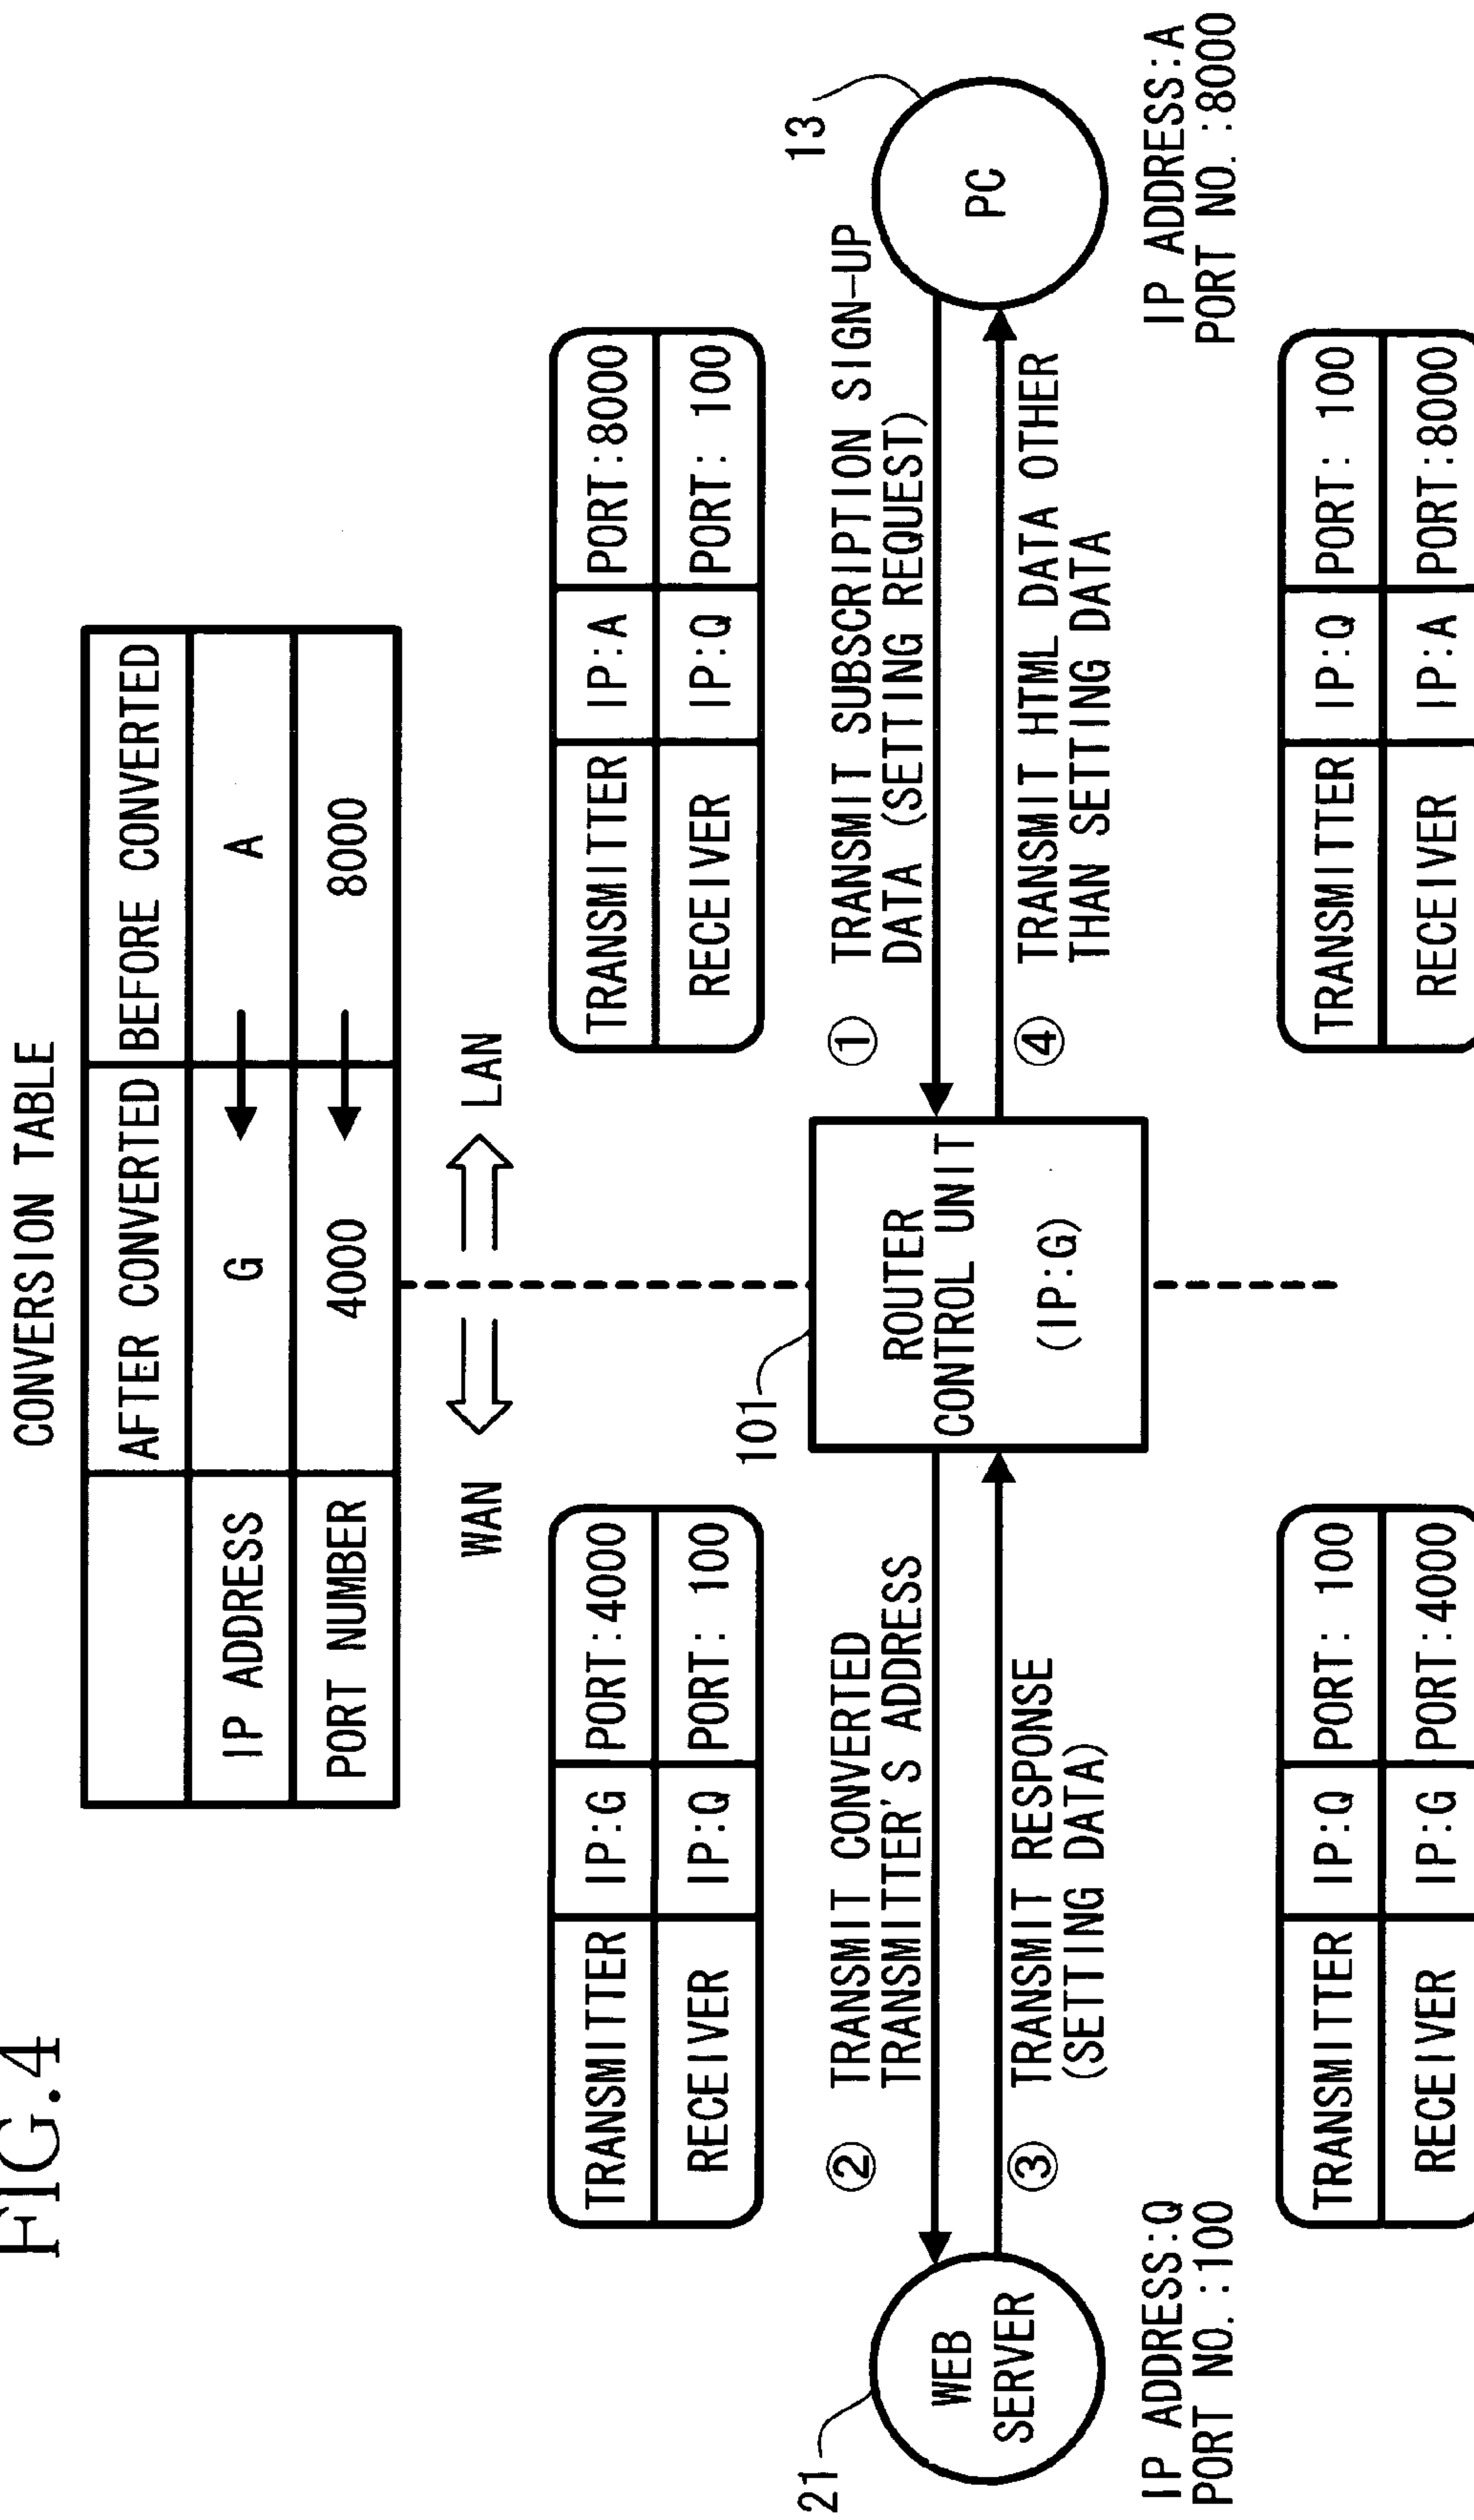 FIG.4
CONVERSION TABLE
AFTER CONVERTED BEFORE CONVERTED
IP ADDRESS G A
PORT NUMBER 4000 8000
WAN LAN
TRANSMITTER IP:G PORT:4000
RECEIVER IP:Q PORT: 100
TRANSMITTER IP:A PORT:8000
RECEIVER IP:Q PORT: 100
21
WEB
SERVER
IP ADDRESS:Q
PORT NO.:100
② TRANSMIT CONVERTED
TRANSMITTER'S ADDRESS
③ TRANSMIT RESPONSE
(SETTING DATA)
101
ROUTER
CONTROL UNIT
(IP:G)
① TRANSMIT SUBSCRIPTION SIGN-UP
DATA (SETTING REQUEST)
④ TRANSMIT HTML DATA OTHER
THAN SETTING DATA
13
PC
IP ADDRESS:A
PORT NO.:8000
TRANSMITTER IP:Q PORT: 100
RECEIVER IP:G PORT:4000
TRANSMITTER IP:Q PORT: 100
RECEIVER IP:A PORT:8000